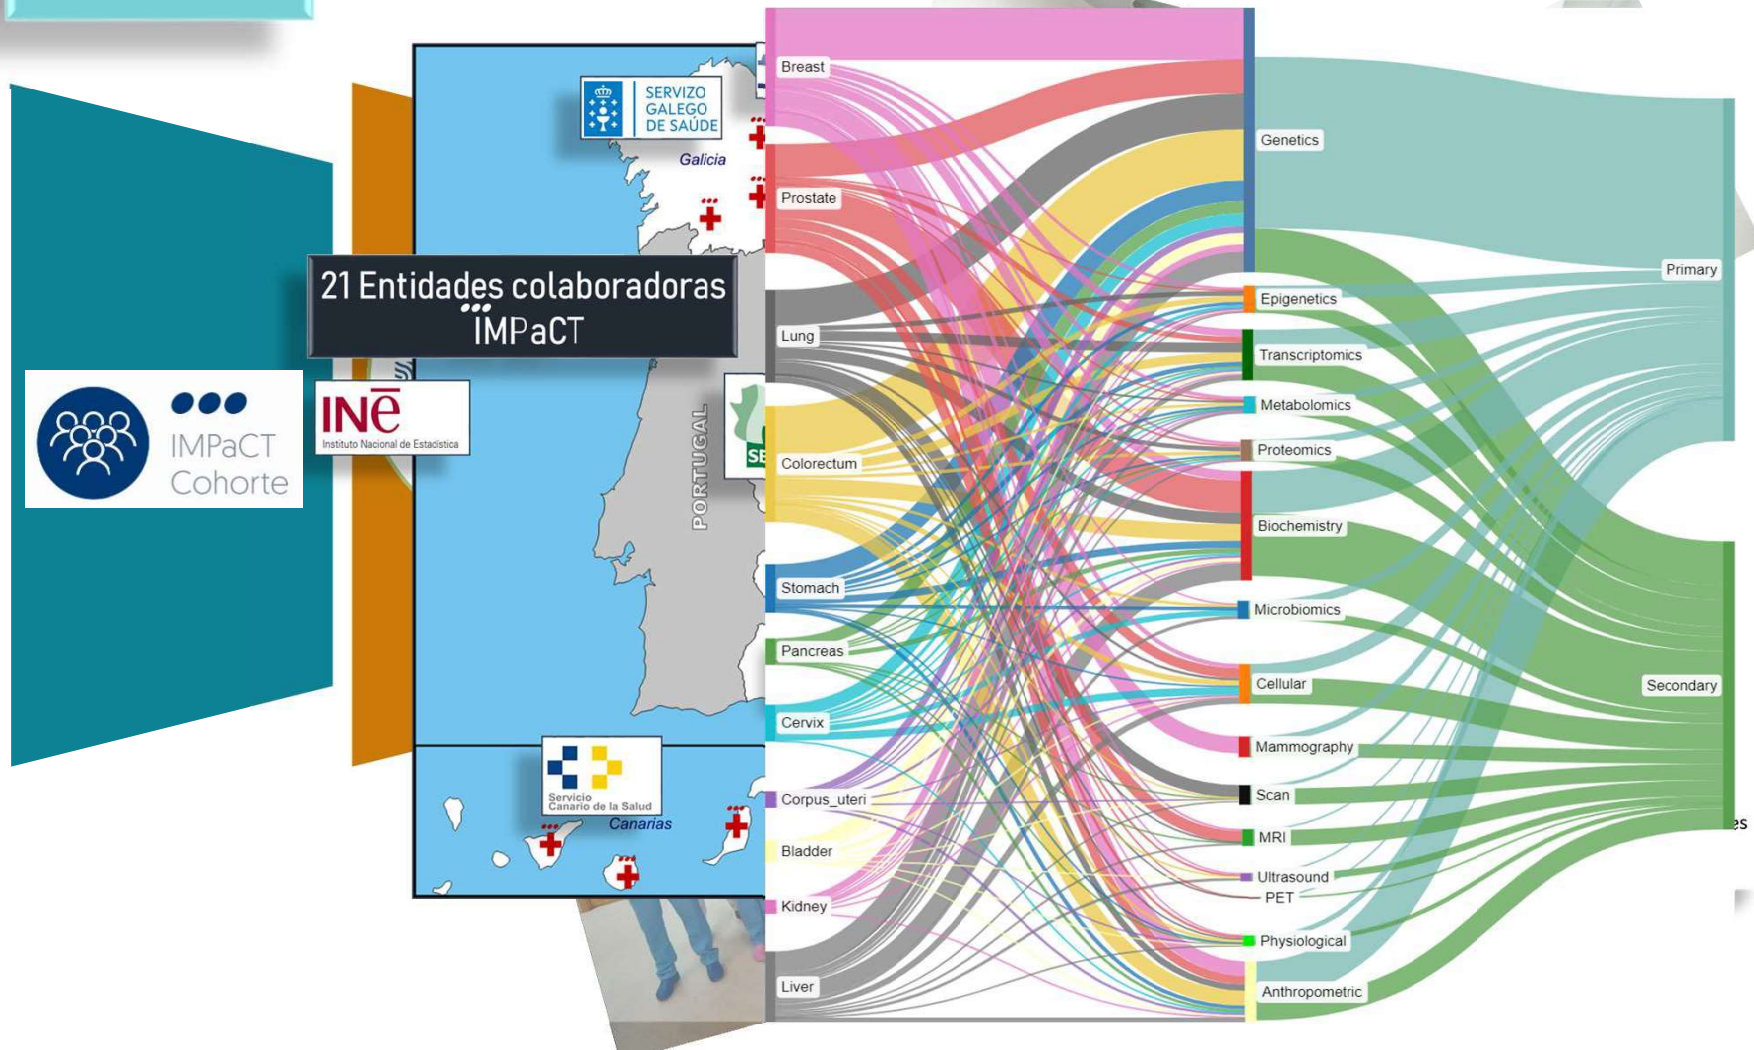 SERVIZO
GALEGO
DE SAÚDE
Galicia
21 Entidades colaboradoras
IMPaCT
IMPaCT
Cohorte
INe
Instituto Nacional de Estadística
PORTUGAL
SE
Servicio
Canario de la Salud
Canarias
Breast
Prostate
Lung
Colorectum
Stomach
Pancreas
Cervix
Corpus_uteri
Bladder
Kidney
Liver
Genetics
Epigenetics
Transcriptomics
Metabolomics
Proteomics
Biochemistry
Microbiomics
Cellular
Mammography
Scan
MRI
Ultrasound
PET
Physiological
Anthropometric
Primary
Secondary
es